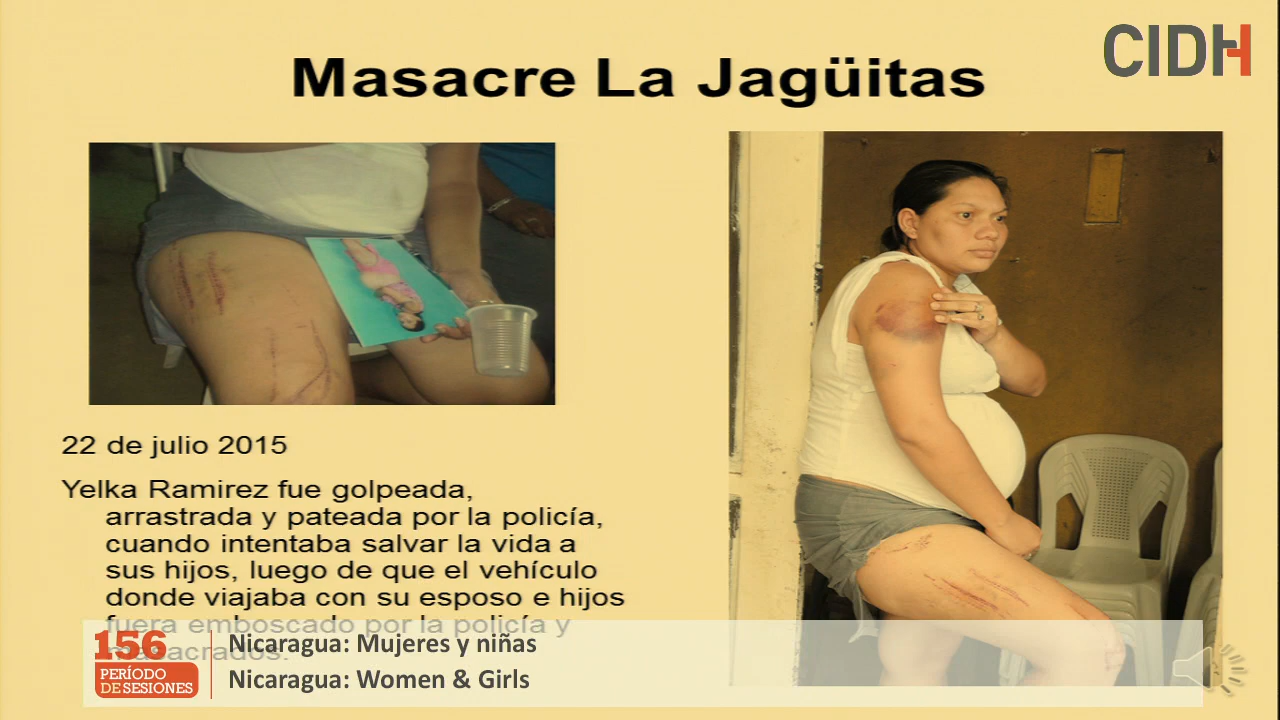 CIDH
Masacre La Jagüitas
22 de julio 2015
Yelka Ramirez fue golpeada,
arrastrada y pateada por la policía,
cuando intentaba salvar la vida a
sus hijos, luego de que el vehículo
donde viajaba con su esposo e hijos
fuera emboscado por la policía y
masacrados.
156
PERÍODO
DE SESIONES
Nicaragua: Mujeres y niñas
Nicaragua: Women & Girls